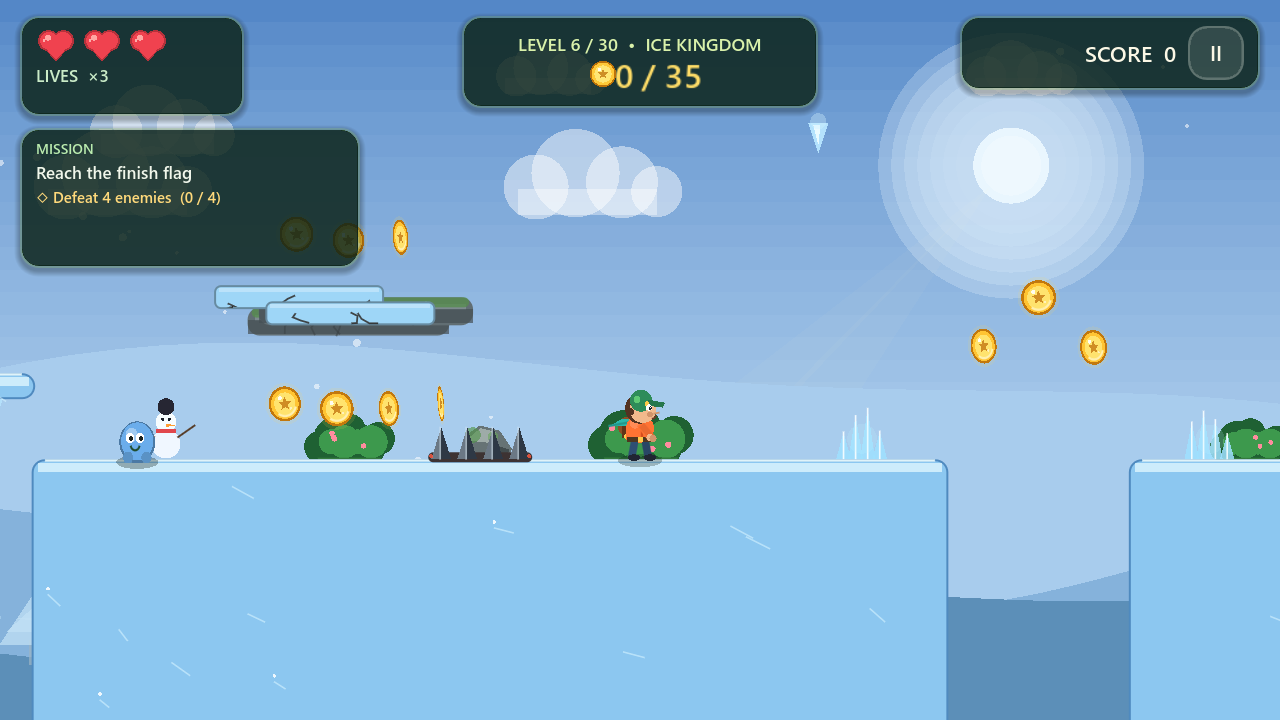 LIVES ×3
LEVEL 6 / 30 • ICE KINGDOM
0 / 35
SCORE 0
MISSION
Reach the finish flag
◇ Defeat 4 enemies (0 / 4)